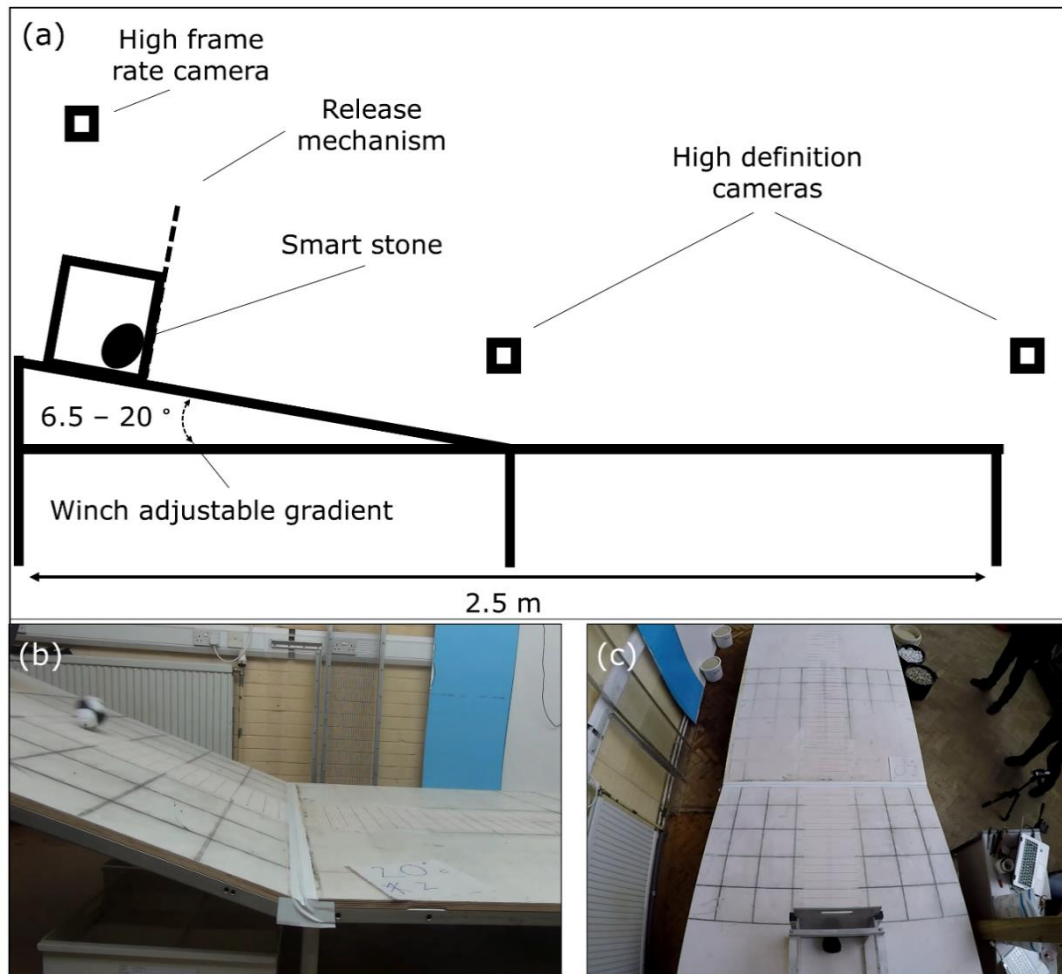 (a)
High frame
rate camera
Release
mechanism
High definition
cameras
Smart stone
6.5 – 20 °
Winch adjustable gradient
2.5 m
(b)
(c)
20°